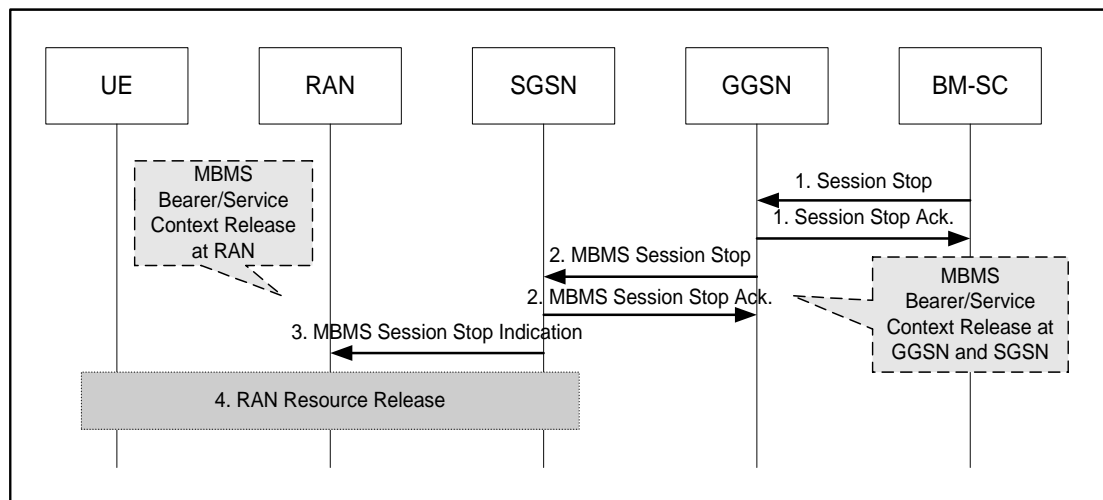 UE
RAN
SGSN
GGSN
BM-SC
MBMS
Bearer/Service
Context Release
at RAN
1. Session Stop
1. Session Stop Ack.
2. MBMS Session Stop
2. MBMS Session Stop Ack.
MBMS
Bearer/Service
Context Release at
GGSN and SGSN
3. MBMS Session Stop Indication
4. RAN Resource Release